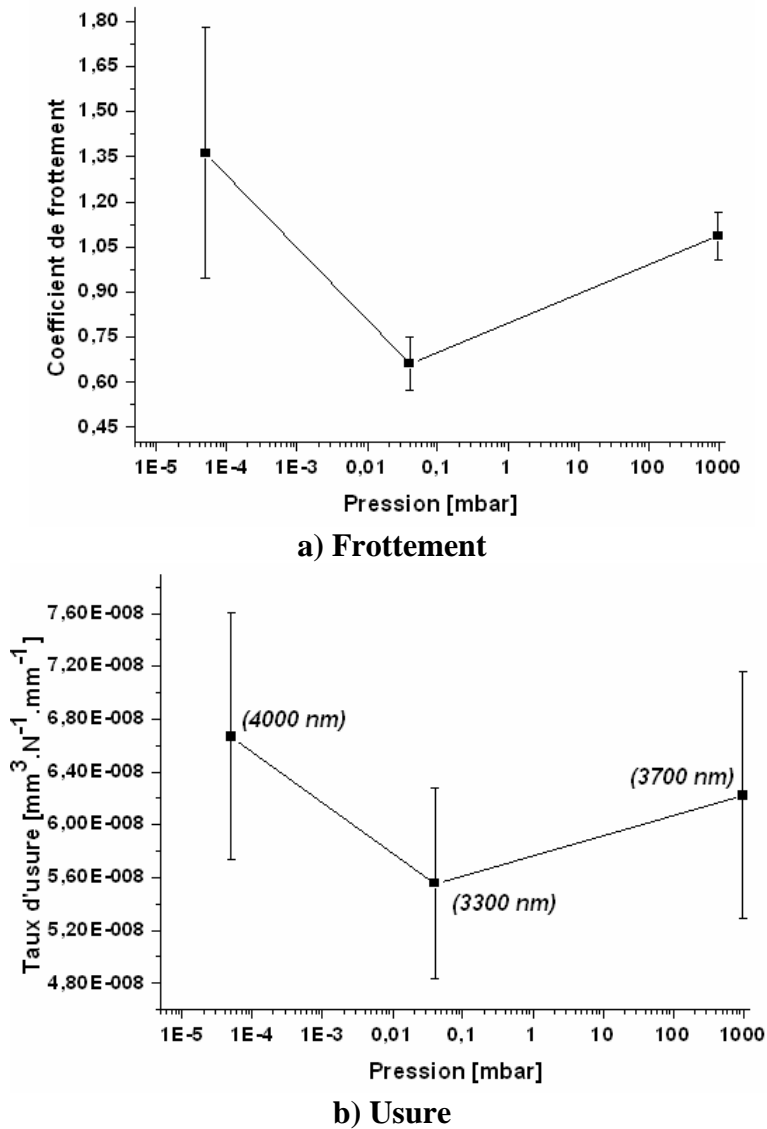 1,80
1,65
1,50
1,35
1,20
1,05
0,90
0,75
0,60
0,45
Coefficient de frottement
1E-5 1E-4 1E-3 0,01 0,1 1 10 100 1000
Pression [mbar]
a) Frottement
7,60E-008
7,20E-008
6,80E-008
6,40E-008
6,00E-008
5,60E-008
5,20E-008
4,80E-008
Taux d'usure [mm³.N⁻¹.mm⁻¹]
(4000 nm)
(3700 nm)
(3300 nm)
1E-5 1E-4 1E-3 0,01 0,1 1 10 100 1000
Pression [mbar]
b) Usure